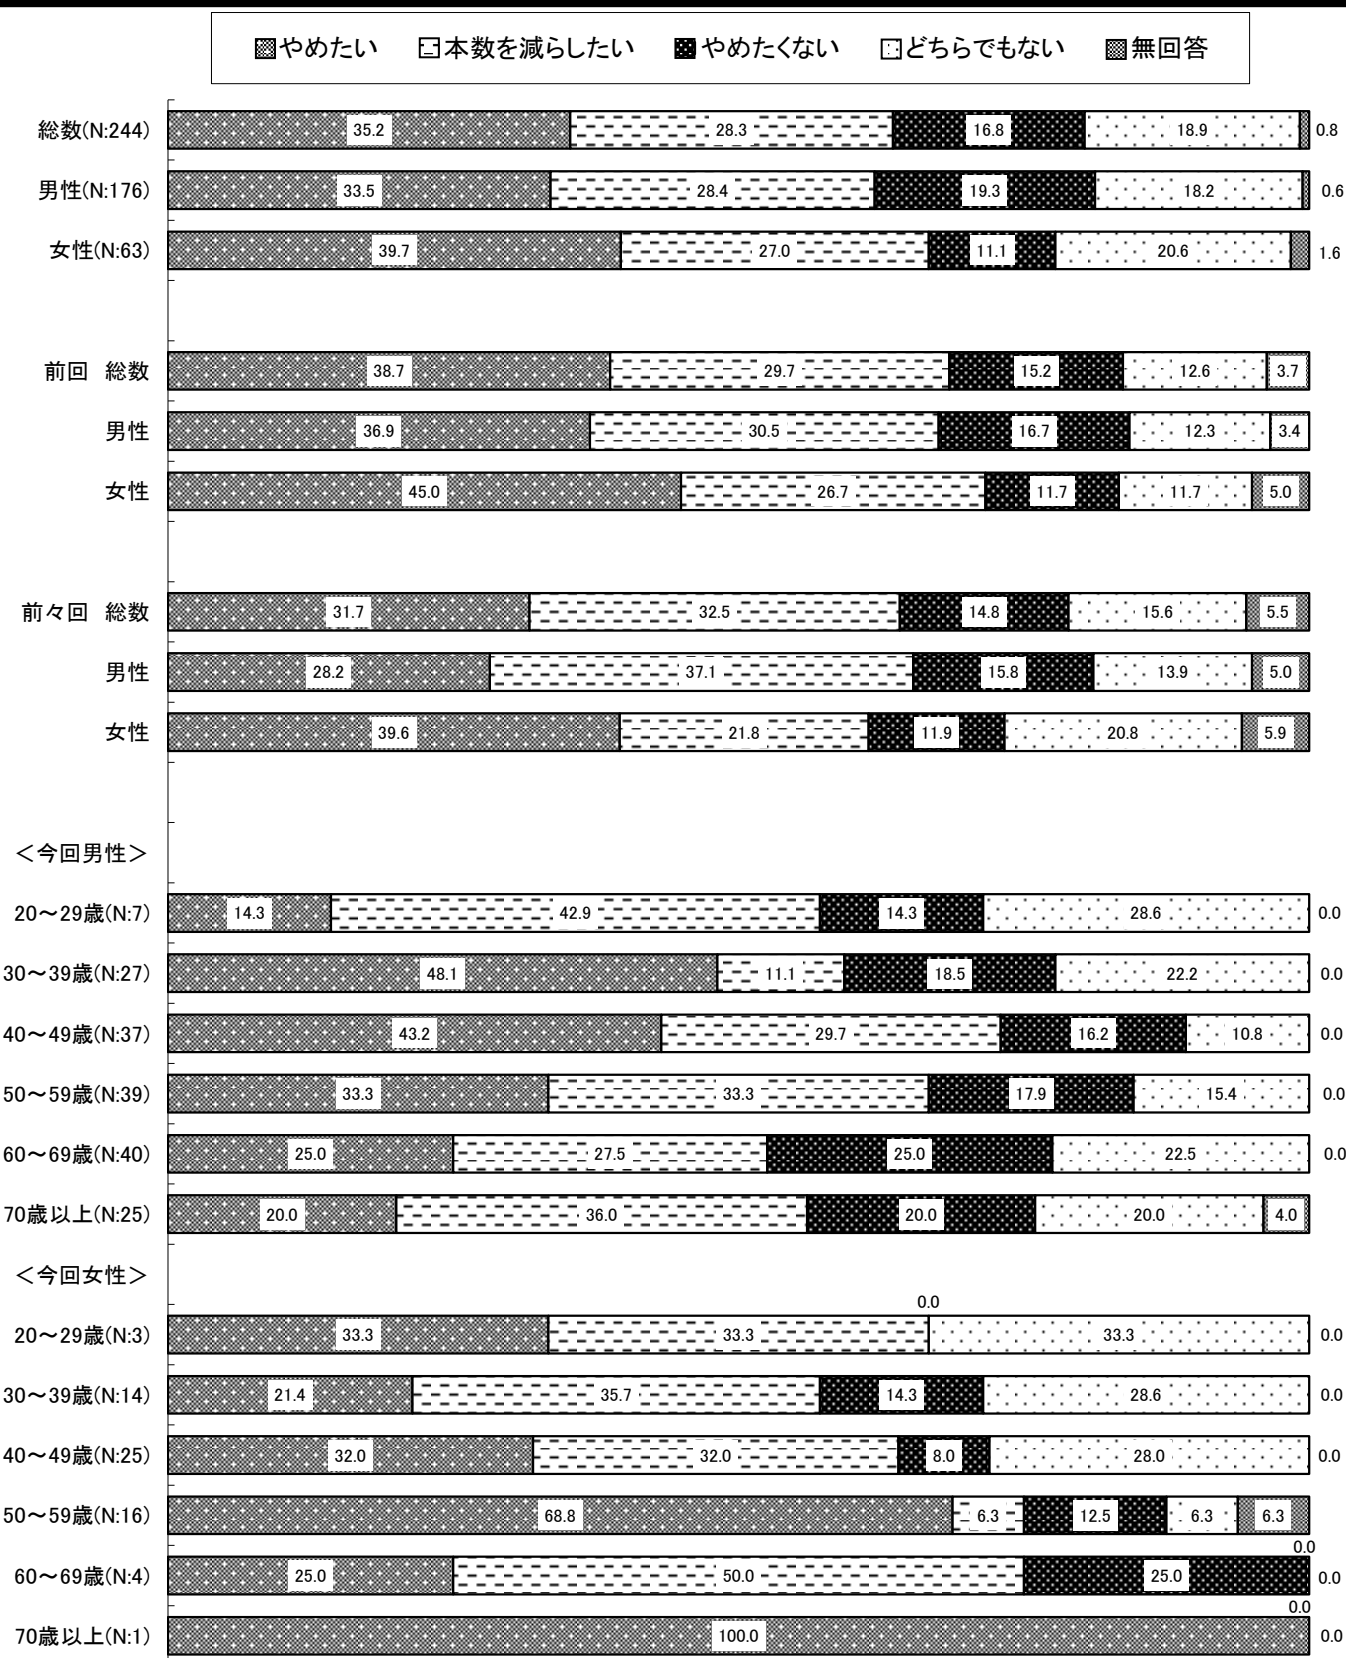 やめたい 本数を減らしたい やめたくない どちらでもない 無回答
総数(N:244) 35.2 28.3 16.8 18.9 0.8
男性(N:176) 33.5 28.4 19.3 18.2 0.6
女性(N:63) 39.7 27.0 11.1 20.6 1.6
前回 総数 38.7 29.7 15.2 12.6 3.7
男性 36.9 30.5 16.7 12.3 3.4
女性 45.0 26.7 11.7 11.7 5.0
前々回 総数 31.7 32.5 14.8 15.6 5.5
男性 28.2 37.1 15.8 13.9 5.0
女性 39.6 21.8 11.9 20.8 5.9
＜今回男性＞
20～29歳(N:7) 14.3 42.9 14.3 28.6 0.0
30～39歳(N:27) 48.1 11.1 18.5 22.2 0.0
40～49歳(N:37) 43.2 29.7 16.2 10.8 0.0
50～59歳(N:39) 33.3 33.3 17.9 15.4 0.0
60～69歳(N:40) 25.0 27.5 25.0 22.5 0.0
70歳以上(N:25) 20.0 36.0 20.0 20.0 4.0
＜今回女性＞
0.0
20～29歳(N:3) 33.3 33.3 33.3 0.0
30～39歳(N:14) 21.4 35.7 14.3 28.6 0.0
40～49歳(N:25) 32.0 32.0 8.0 28.0 0.0
50～59歳(N:16) 68.8 6.3 12.5 6.3 6.3
0.0
60～69歳(N:4) 25.0 50.0 25.0 0.0
0.0
70歳以上(N:1) 100.0 0.0